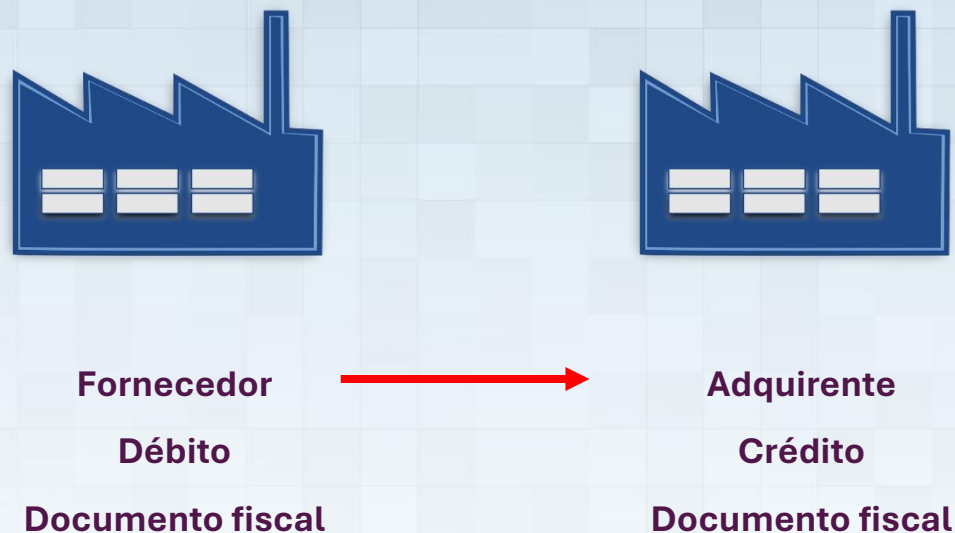 Fornecedor
Adquirente
Débito
Crédito
Documento fiscal
Documento fiscal